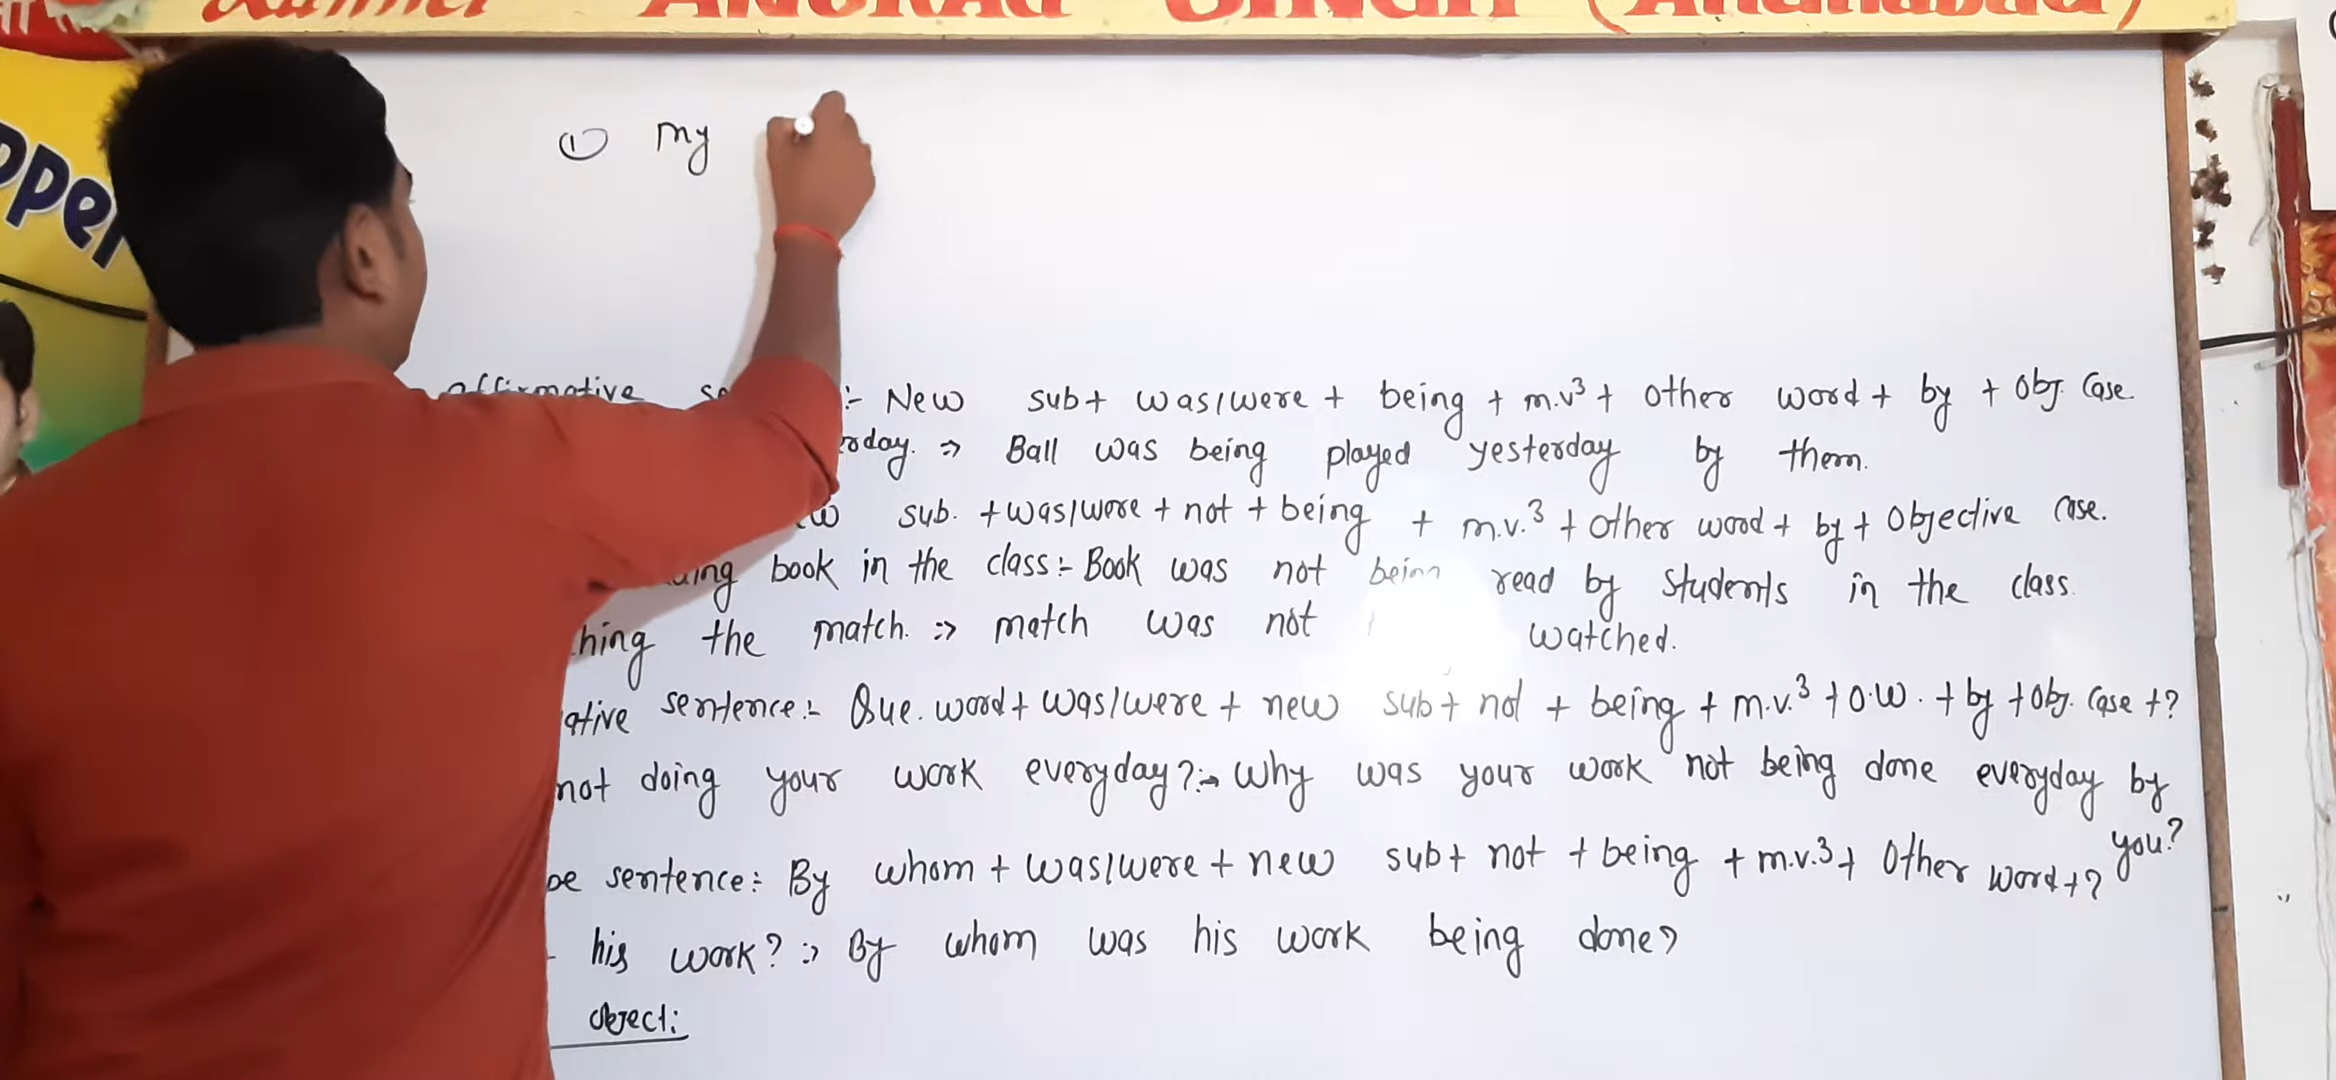 ANURAG SINGH (Allahabad)
pper
① My
affirmative :- New sub + was/were + being + m.v³ + other word + by + obj. case
⇒ Ball was being played yesterday by them.
sub. + was/were + not + being + m.v.³ + other word + by + objective case.
book in the class :- Book was not being read by students in the class.
the match. ⇒ match was not watched.
sentence :- Que. word + was/were + new sub + not + being + m.v.³ + o.w. + by + obj. case + ?
not doing your work everyday? :→ Why was your work not being done everyday by you?
sentence :- By whom + was/were + new sub + not + being + m.v.³ + other word + ?
his work? ⇒ By whom was his work being done?